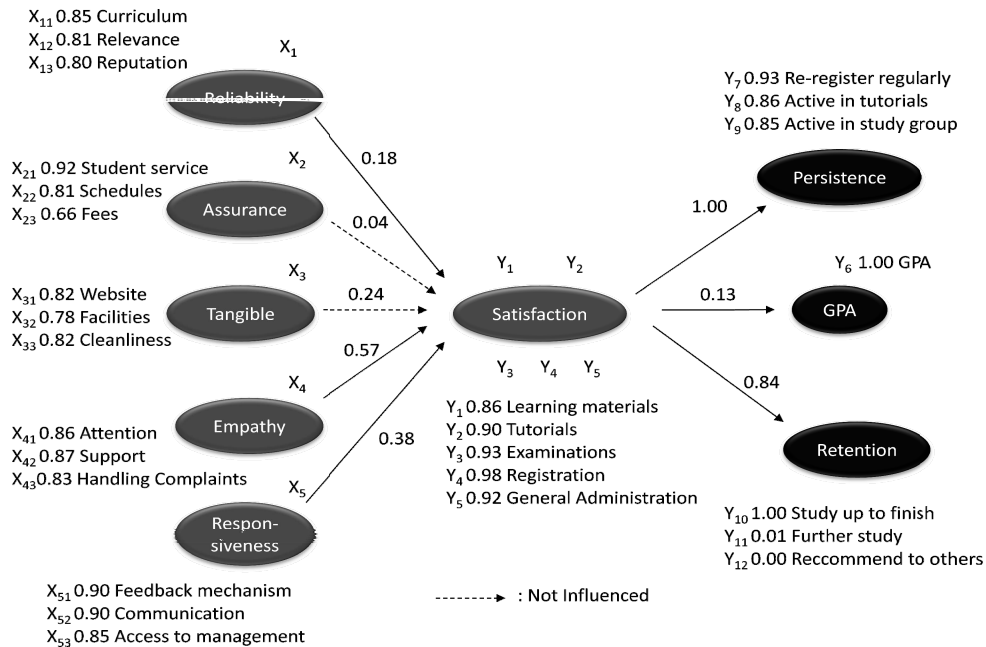 X11 0.85 Curriculum
X12 0.81 Relevance
X13 0.80 Reputation
X1
Reliability
0.18
X21 0.92 Student service
X22 0.81 Schedules
X23 0.66 Fees
X2
Assurance
0.04
X31 0.82 Website
X32 0.78 Facilities
X33 0.82 Cleanliness
X3
Tangible
0.24
X41 0.86 Attention
X42 0.87 Support
X43 0.83 Handling Complaints
X4
Empathy
0.57
X5
Respon-
siveness
0.38
X51 0.90 Feedback mechanism
X52 0.90 Communication
X53 0.85 Access to management
Y1 Y2
Satisfaction
Y3 Y4 Y5
Y1 0.86 Learning materials
Y2 0.90 Tutorials
Y3 0.93 Examinations
Y4 0.98 Registration
Y5 0.92 General Administration
: Not Influenced
Y7 0.93 Re-register regularly
Y8 0.86 Active in tutorials
Y9 0.85 Active in study group
Persistence
1.00
Y6 1.00 GPA
0.13
GPA
0.84
Retention
Y10 1.00 Study up to finish
Y11 0.01 Further study
Y12 0.00 Reccommend to others